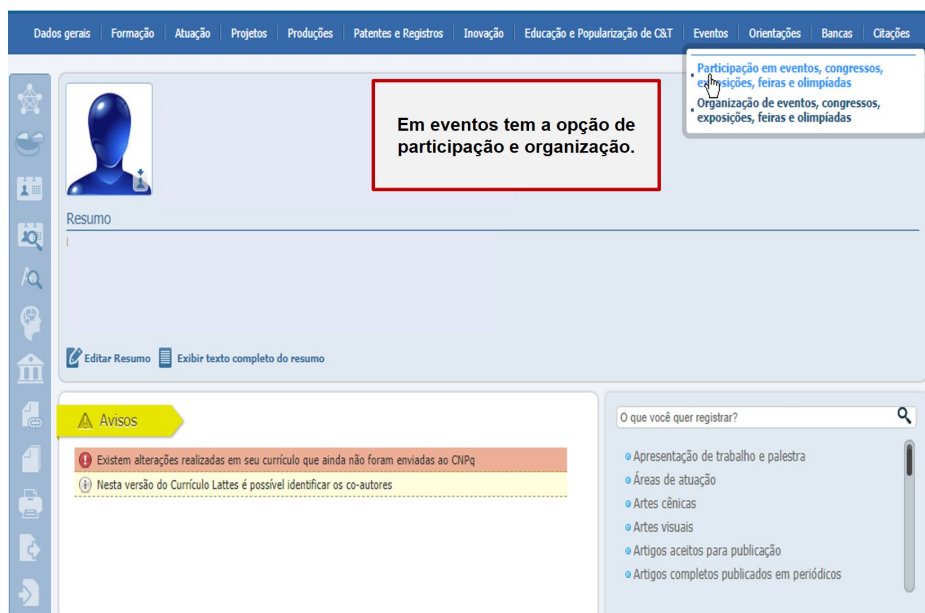 Dados gerais Formação Atuação Projetos Produções Patentes e Registros Inovação Educação e Popularização de C&T Eventos Orientações Bancas Citações
Participação em eventos, congressos,
exposições, feiras e olimpíadas
Organização de eventos, congressos,
exposições, feiras e olimpíadas
Em eventos tem a opção de
participação e organização.
Resumo
Editar Resumo Exibir texto completo do resumo
Avisos
Existem alterações realizadas em seu currículo que ainda não foram enviadas ao CNPq
Nesta versão do Currículo Lattes é possível identificar os co-autores
O que você quer registrar?
Apresentação de trabalho e palestra
Áreas de atuação
Artes cênicas
Artes visuais
Artigos aceitos para publicação
Artigos completos publicados em periódicos